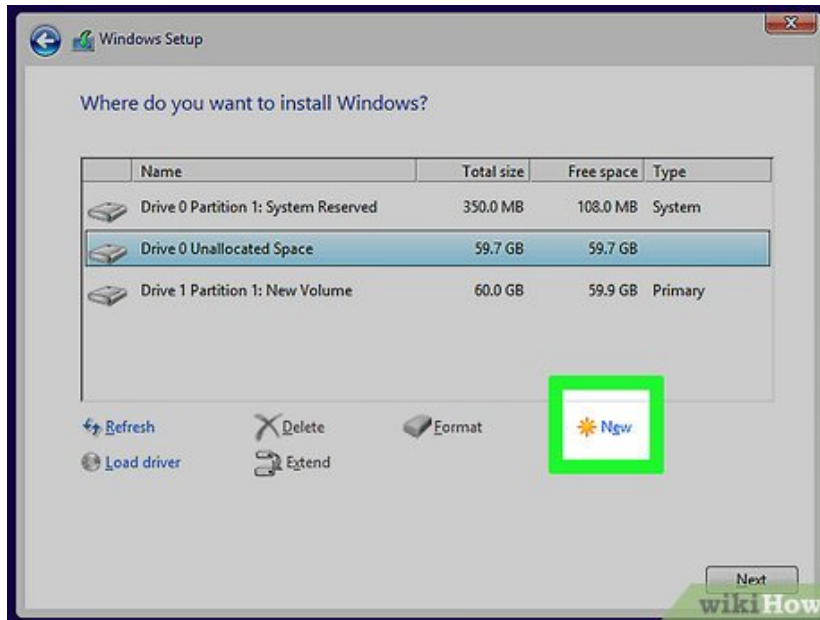 Windows Setup
Where do you want to install Windows?
Name Total size Free space Type
Drive 0 Partition 1: System Reserved 350.0 MB 108.0 MB System
Drive 0 Unallocated Space 59.7 GB 59.7 GB
Drive 1 Partition 1: New Volume 60.0 GB 59.9 GB Primary
Refresh Delete Format New
Load driver Extend
Next
wikiHow